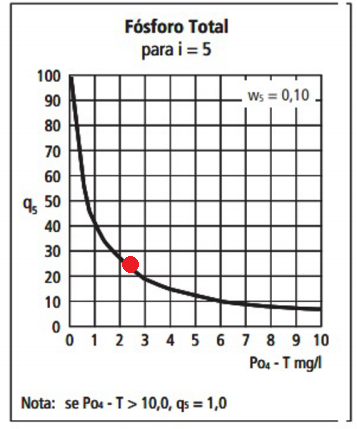 Fósforo Total
para i = 5
100
90
w₅ = 0,10
80
70
60
q₅
50
40
30
20
10
0
0 1 2 3 4 5 6 7 8 9 10
Po₄ - T mg/l
Nota: se Po₄ - T > 10,0, q₅ = 1,0